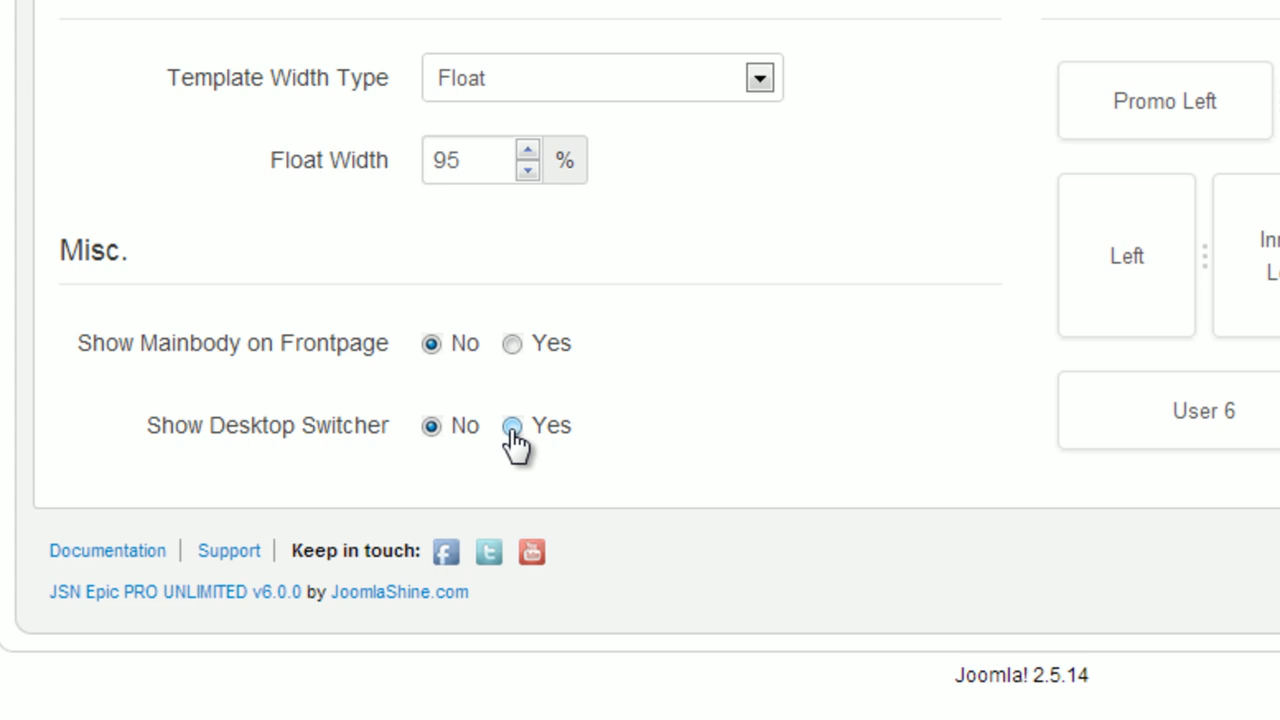 Template Width Type Float
Promo Left
Float Width 95 %
Misc.
Left
Show Mainbody on Frontpage No Yes
Show Desktop Switcher No Yes
User 6
Documentation Support Keep in touch:
JSN Epic PRO UNLIMITED v6.0.0 by JoomlaShine.com
Joomla! 2.5.14